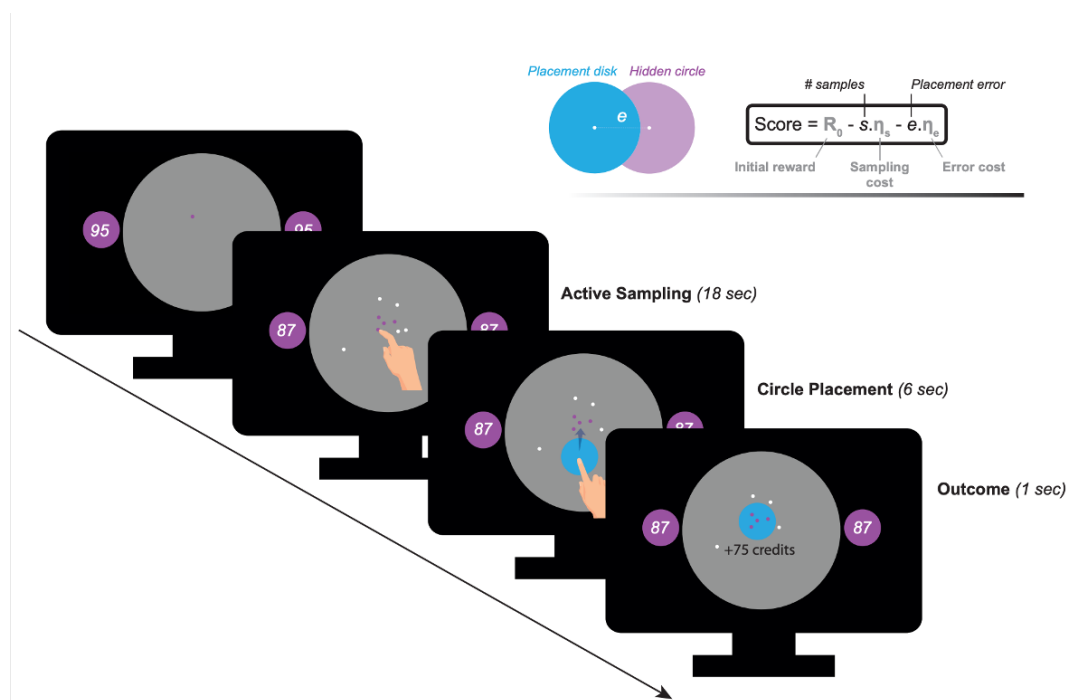 Placement disk
Hidden circle
e
# samples
Placement error
Score = R₀ - s.ηₛ - e.ηₑ
Initial reward
Sampling cost
Error cost
95
95
87
87
Active Sampling (18 sec)
87
87
Circle Placement (6 sec)
87
87
+75 credits
Outcome (1 sec)